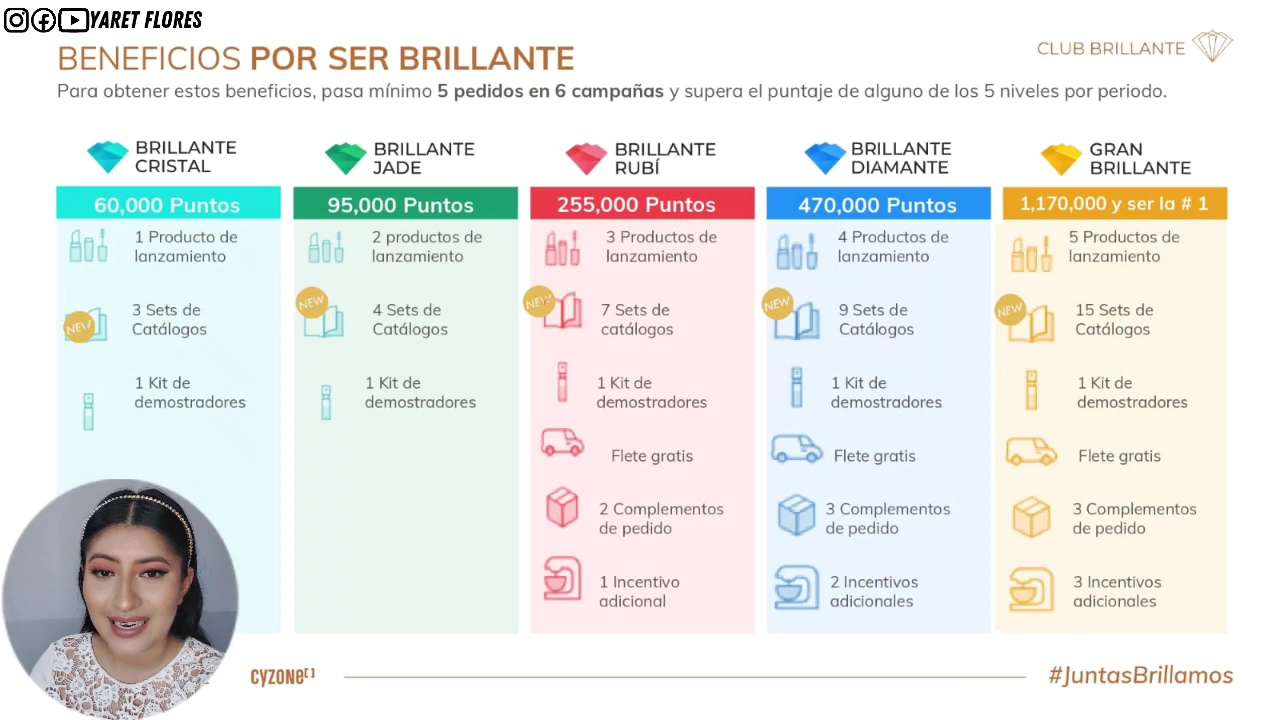 YARET FLORES
BENEFICIOS POR SER BRILLANTE
CLUB BRILLANTE
Para obtener estos beneficios, pasa mínimo 5 pedidos en 6 campañas y supera el puntaje de alguno de los 5 niveles por periodo.
BRILLANTE
CRISTAL
60,000 Puntos
1 Producto de
lanzamiento
NEW
3 Sets de
Catálogos
1 Kit de
demostradores
BRILLANTE
JADE
95,000 Puntos
2 productos de
lanzamiento
NEW
4 Sets de
Catálogos
1 Kit de
demostradores
BRILLANTE
RUBÍ
255,000 Puntos
3 Productos de
lanzamiento
NEW
7 Sets de
catálogos
1 Kit de
demostradores
Flete gratis
2 Complementos
de pedido
1 Incentivo
adicional
BRILLANTE
DIAMANTE
470,000 Puntos
4 Productos de
lanzamiento
NEW
9 Sets de
Catálogos
1 Kit de
demostradores
Flete gratis
3 Complementos
de pedido
2 Incentivos
adicionales
GRAN
BRILLANTE
1,170,000 y ser la # 1
5 Productos de
lanzamiento
NEW
15 Sets de
Catálogos
1 Kit de
demostradores
Flete gratis
3 Complementos
de pedido
3 Incentivos
adicionales
cyzone[ ]
#JuntasBrillamos